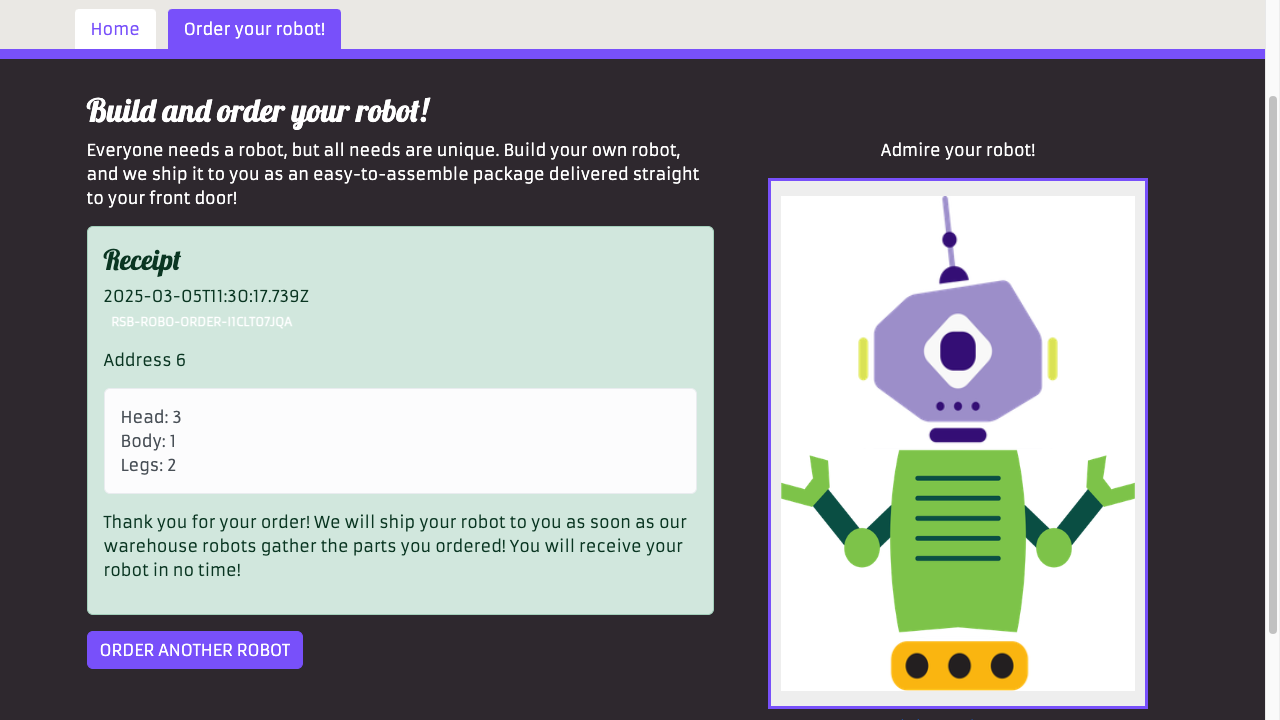 Home
Order your robot!
Build and order your robot!
Everyone needs a robot, but all needs are unique. Build your own robot,
and we ship it to you as an easy-to-assemble package delivered straight
to your front door!
Receipt
2025-03-05T11:30:17.739Z
RSB-ROBO-ORDER-I1CLTO7JQA
Address 6
Head: 3
Body: 1
Legs: 2
Thank you for your order! We will ship your robot to you as soon as our
warehouse robots gather the parts you ordered! You will receive your
robot in no time!
ORDER ANOTHER ROBOT
Admire your robot!